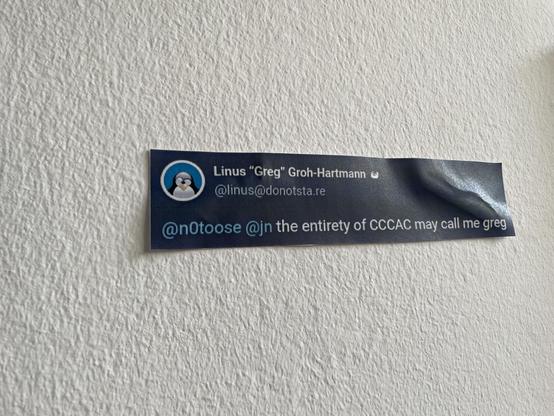 Linus "Greg" Groh-Hartmann
@linus@donotsta.re
@n0toose @jn the entirety of CCCAC may call me greg